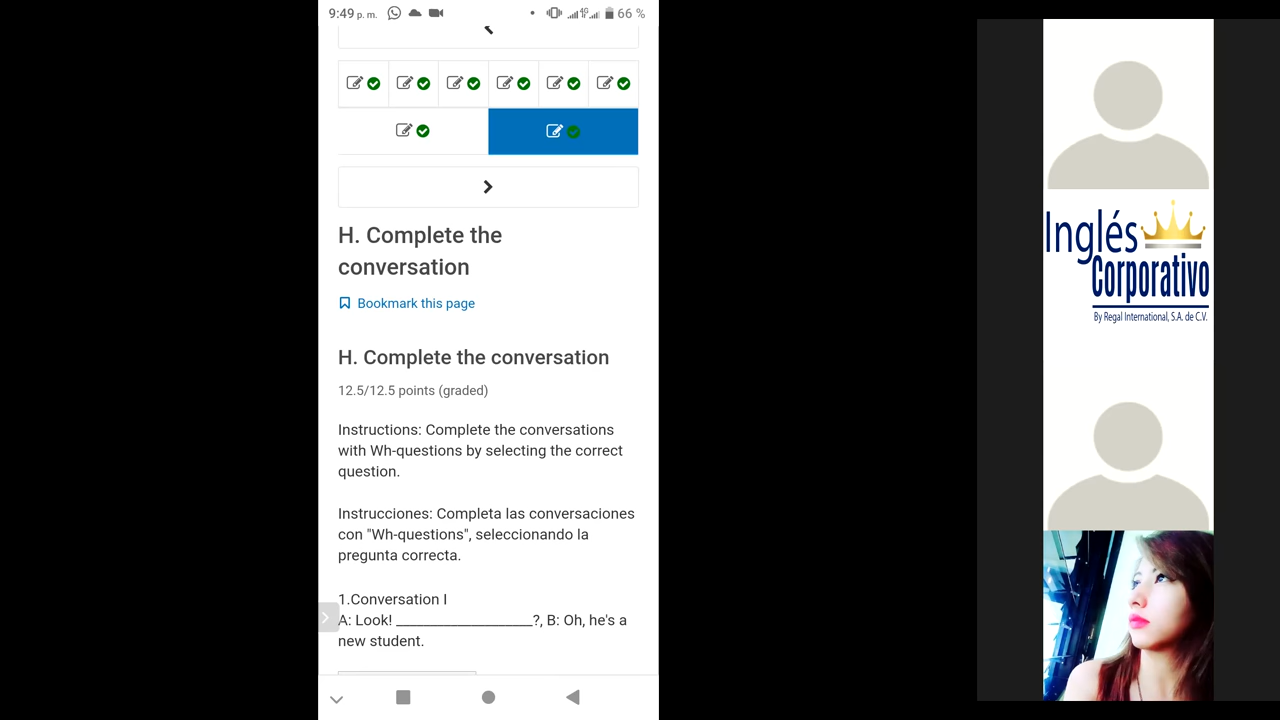 9:49 p. m.
4G
66 %
H. Complete the
conversation
Bookmark this page
H. Complete the conversation
12.5/12.5 points (graded)
Instructions: Complete the conversations
with Wh-questions by selecting the correct
question.
Instrucciones: Completa las conversaciones
con "Wh-questions", seleccionando la
pregunta correcta.
1.Conversation I
A: Look! ___________________?, B: Oh, he's a
new student.
Inglés
Corporativo
By Regal International, S.A. de C.V.